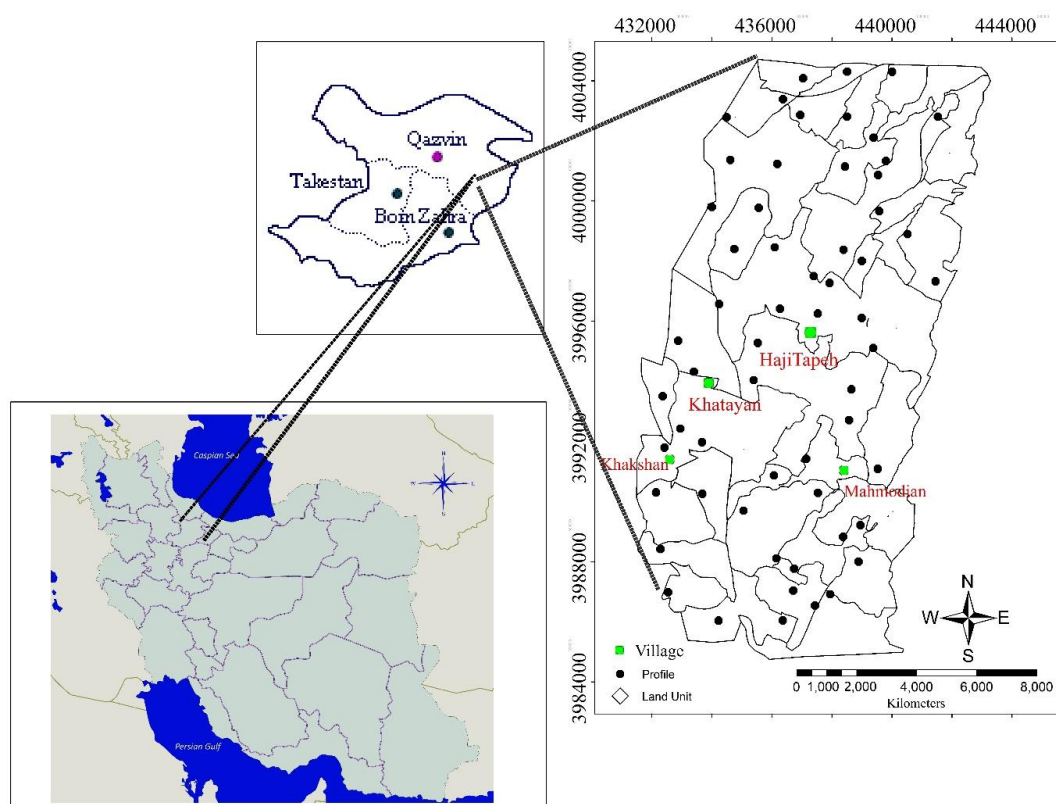 Qazvin
Takestan
Boin Zahra
Caspian Sea
N
W
E
S
Persian Gulf
432000 436000 440000 444000
4004000
4000000
3996000
3992000
3988000
3984000
HajiTapeh
Khatayan
Khakshan
Mahmodian
N
W E
S
Village
Profile
Land Unit
0 1,000 2,000 4,000 6,000 8,000
Kilometers